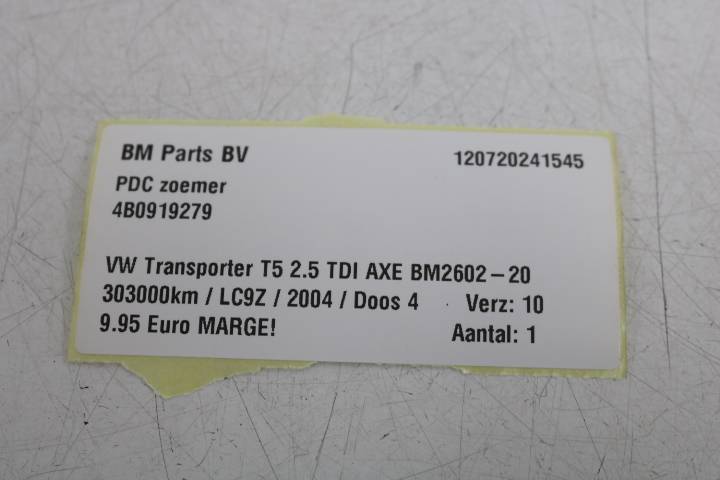 BM Parts BV 120720241545
PDC zoemer
4B0919279
VW Transporter T5 2.5 TDI AXE BM2602-20
303000km / LC9Z / 2004 / Doos 4 Verz: 10
9.95 Euro MARGE! Aantal: 1